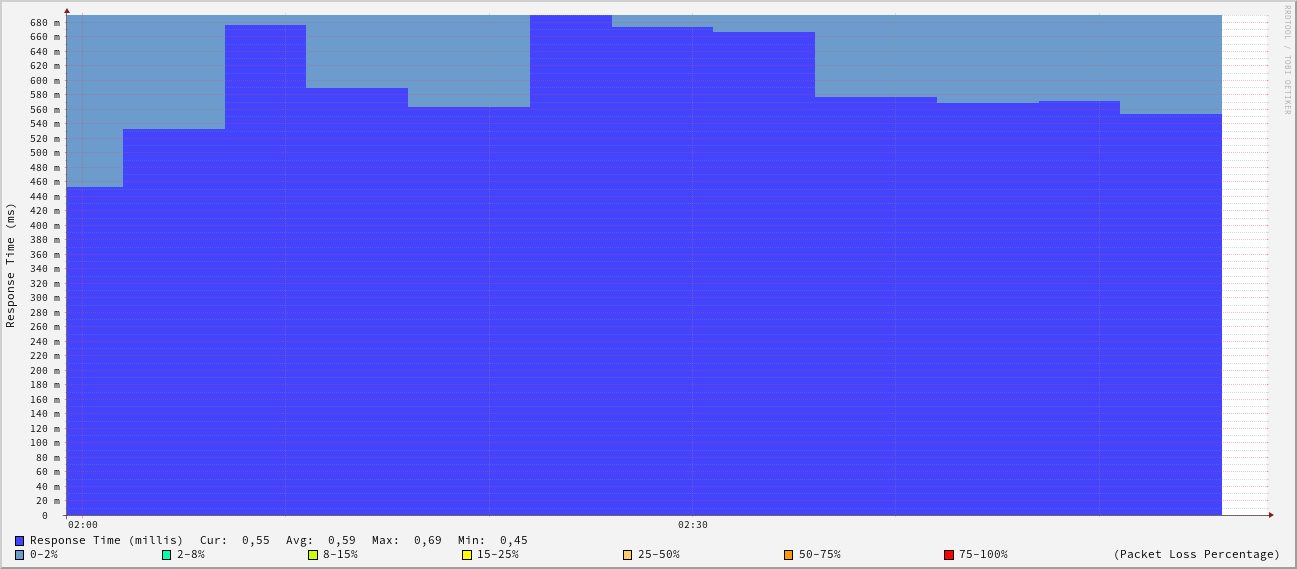 RRDTOOL / TOBI OETIKER
Response Time (ms)
680 m
660 m
640 m
620 m
600 m
580 m
560 m
540 m
520 m
500 m
480 m
460 m
440 m
420 m
400 m
380 m
360 m
340 m
320 m
300 m
280 m
260 m
240 m
220 m
200 m
180 m
160 m
140 m
120 m
100 m
80 m
60 m
40 m
20 m
0
02:00 02:30
Response Time (millis) Cur: 0,55 Avg: 0,59 Max: 0,69 Min: 0,45
0-2% 2-8% 8-15% 15-25% 25-50% 50-75% 75-100% (Packet Loss Percentage)